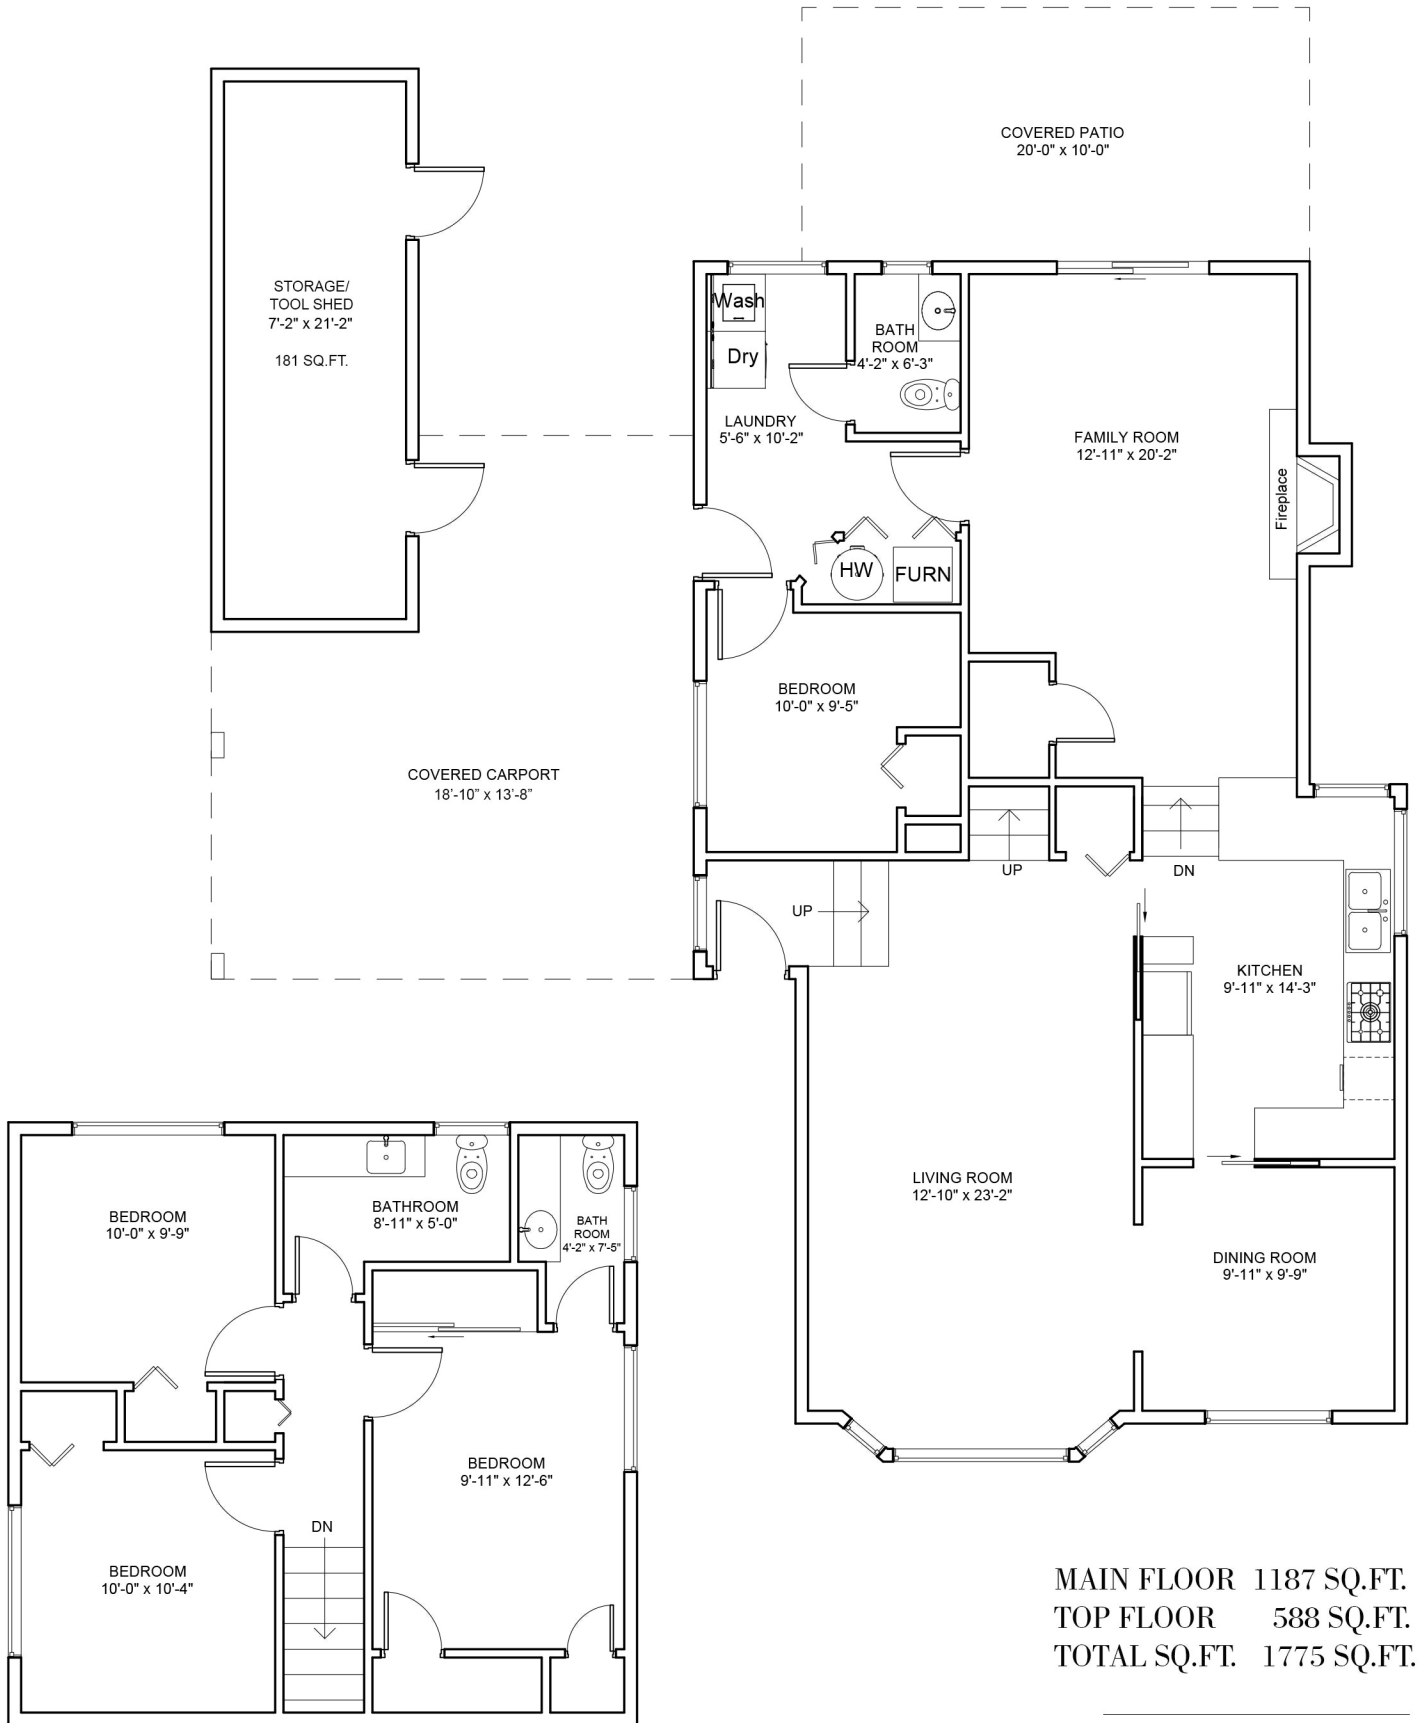 COVERED PATIO
20'-0" x 10'-0"
STORAGE/
TOOL SHED
7'-2" x 21'-2"
181 SQ.FT.
Wash
Dry
BATH
ROOM
4'-2" x 6'-3"
LAUNDRY
5'-6" x 10'-2"
FAMILY ROOM
12'-11" x 20'-2"
Fireplace
HW
FURN
BEDROOM
10'-0" x 9'-5"
COVERED CARPORT
18'-10" x 13'-8"
UP
UP
DN
KITCHEN
9'-11" x 14'-3"
LIVING ROOM
12'-10" x 23'-2"
DINING ROOM
9'-11" x 9'-9"
BEDROOM
10'-0" x 9'-9"
BATHROOM
8'-11" x 5'-0"
BATH
ROOM
4'-2" x 7'-5"
BEDROOM
9'-11" x 12'-6"
DN
BEDROOM
10'-0" x 10'-4"
MAIN FLOOR 1187 SQ.FT.
TOP FLOOR 588 SQ.FT.
TOTAL SQ.FT. 1775 SQ.FT.